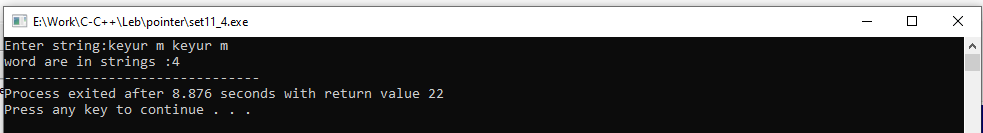 E:\Work\C-C++\Leb\pointer\set11_4.exe
Enter string:keyur m keyur m
word are in strings :4
--------------------------------
Process exited after 8.876 seconds with return value 22
Press any key to continue . . .